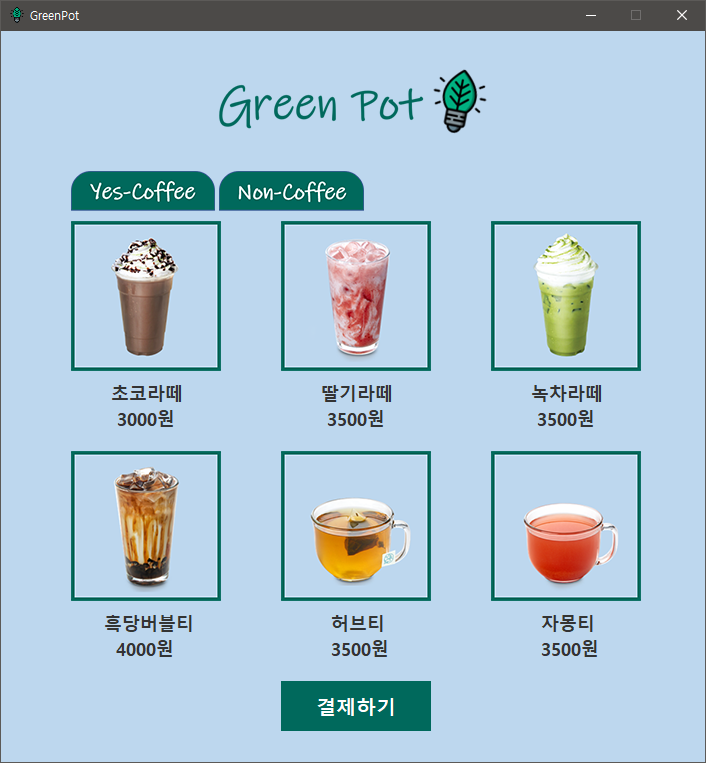 GreenPot
Green Pot
Yes-Coffee Non-Coffee
초코라떼 딸기라떼 녹차라떼
3000원 3500원 3500원
흑당버블티 허브티 자몽티
4000원 3500원 3500원
결제하기